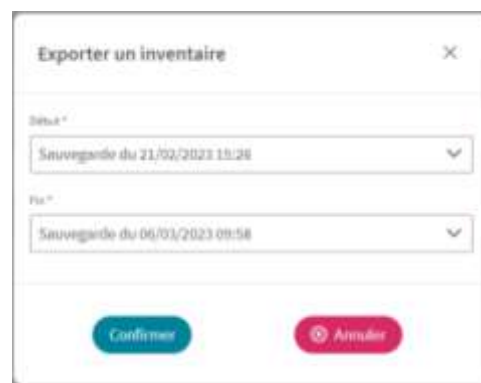 Exporter un inventaire
Début *
Sauvegarde du 21/02/2023 15:26
Fin *
Sauvegarde du 06/03/2023 09:58
Confirmer
Annuler